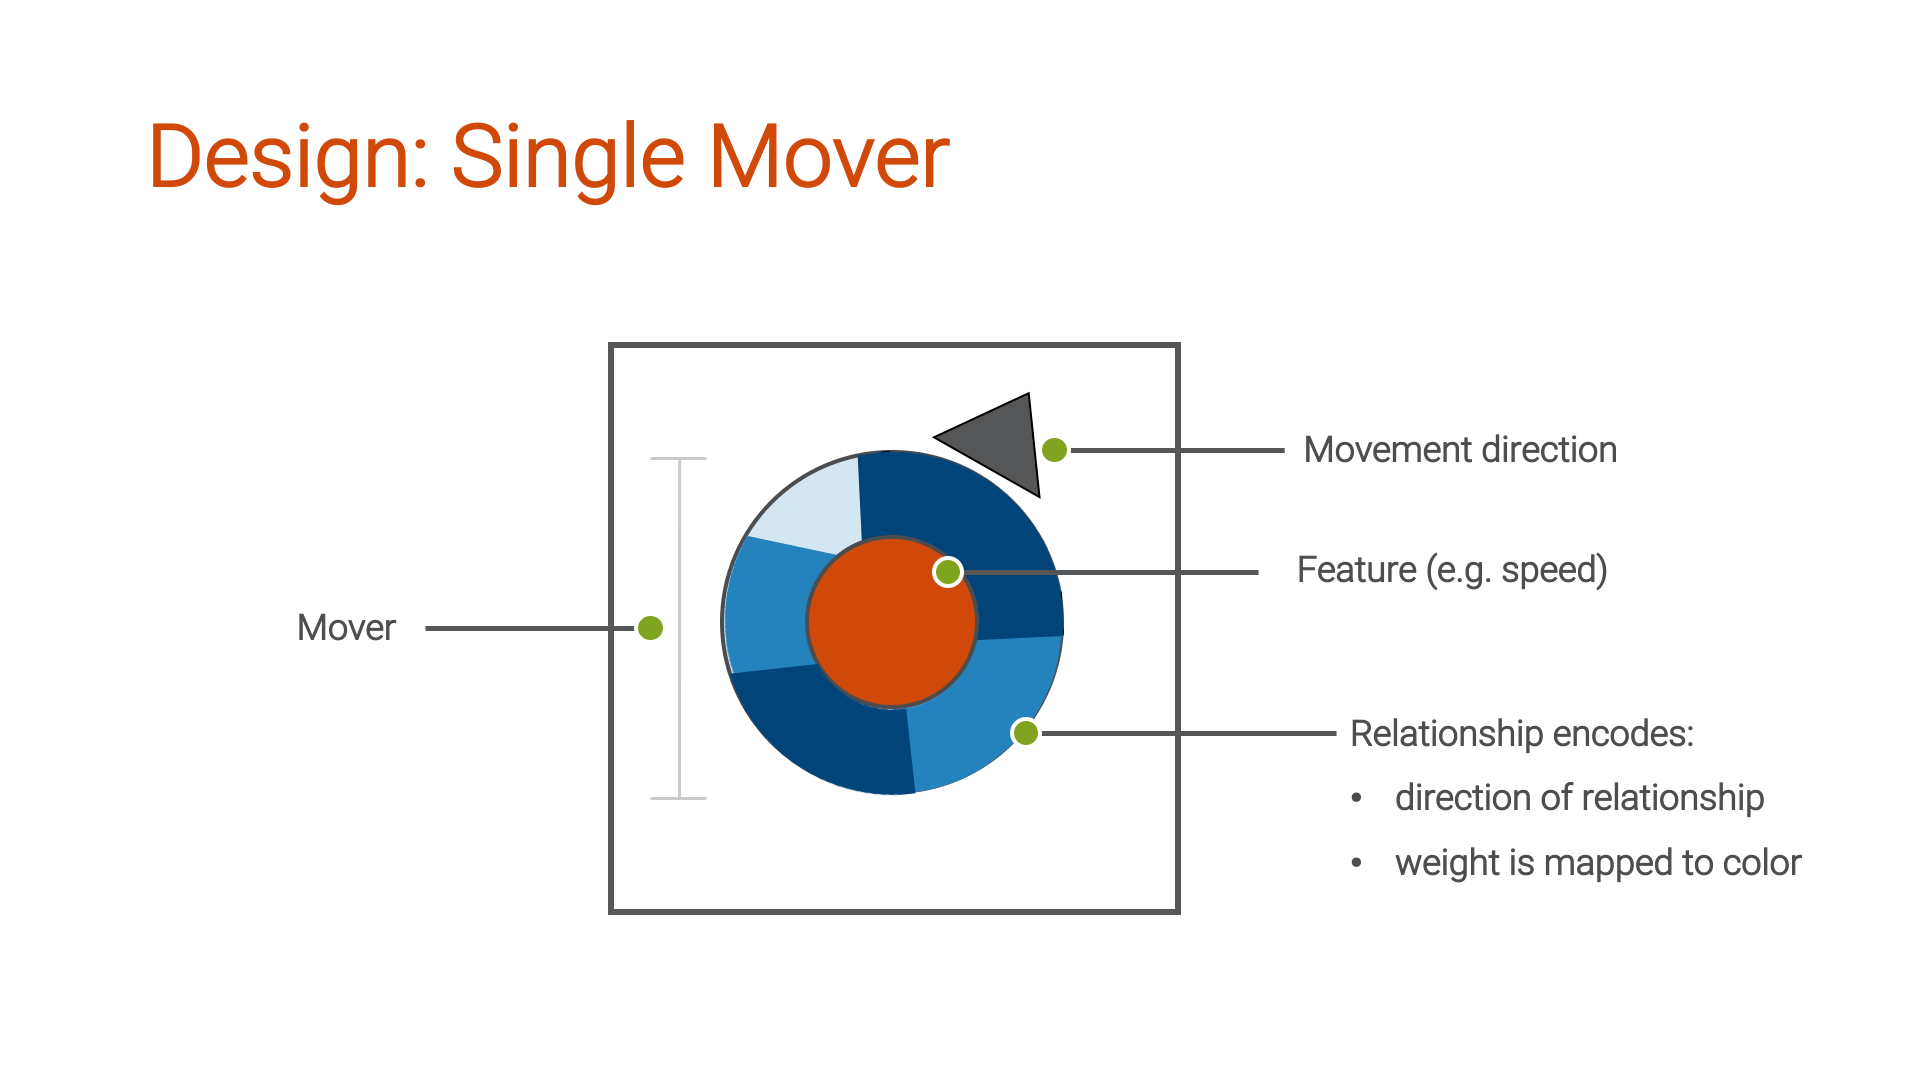 Design: Single Mover
Movement direction
Feature (e.g. speed)
Mover
Relationship encodes:
• direction of relationship
• weight is mapped to color